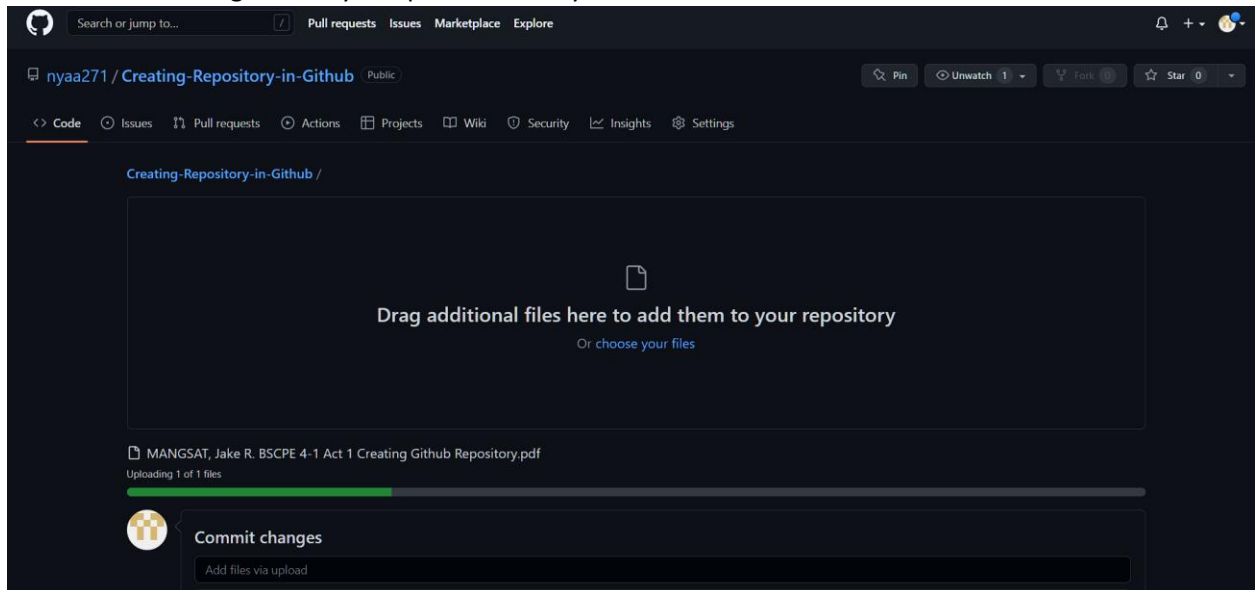 Search or jump to... / Pull requests Issues Marketplace Explore
nyaa271 / Creating-Repository-in-Github Public Pin Unwatch 1 Fork 0 Star 0
<> Code Issues Pull requests Actions Projects Wiki Security Insights Settings
Creating-Repository-in-Github /
Drag additional files here to add them to your repository
Or choose your files
MANGSAT, Jake R. BSCPE 4-1 Act 1 Creating Github Repository.pdf
Uploading 1 of 1 files
Commit changes
Add files via upload